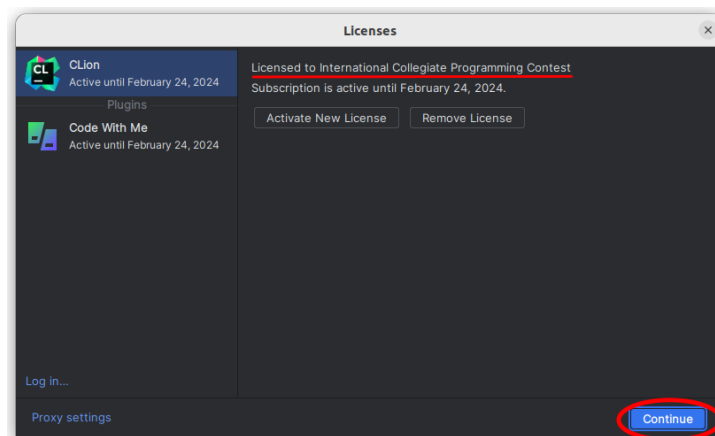 Licenses
CL
CLion
Active until February 24, 2024
Plugins
Code With Me
Active until February 24, 2024
Licensed to International Collegiate Programming Contest
Subscription is active until February 24, 2024.
Activate New License
Remove License
Log in...
Proxy settings
Continue